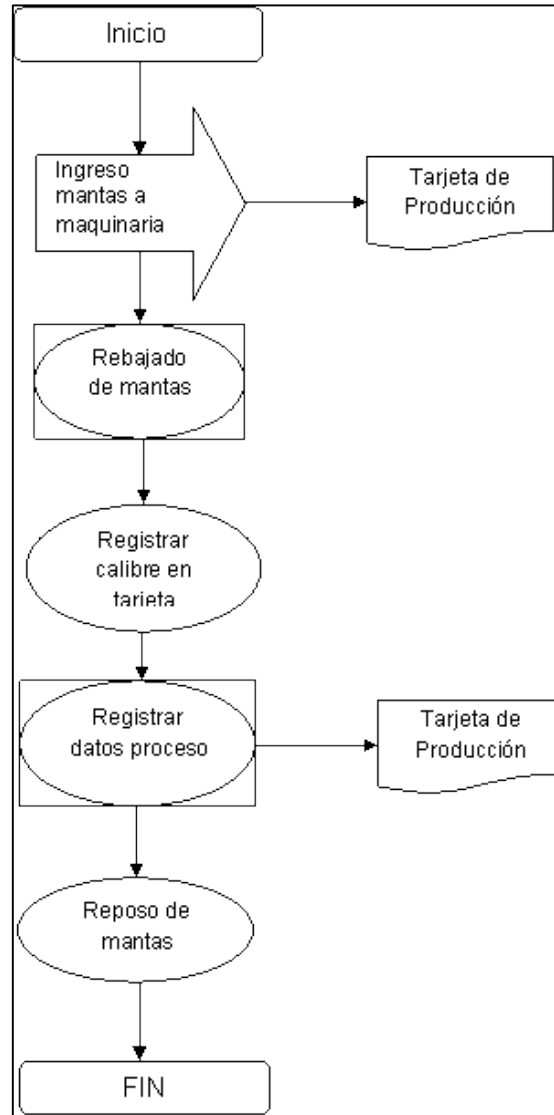 Inicio
Ingreso
mantas a
maquinaria
Tarjeta de
Producción
Rebajado
de mantas
Registrar
calibre en
tarjeta
Registrar
datos proceso
Tarjeta de
Producción
Reposo de
mantas
FIN